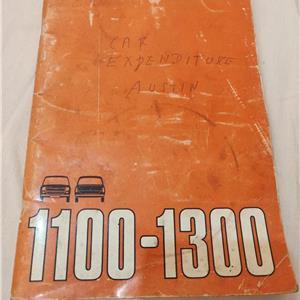 CAR
EXPENDITURE
AUSTIN
1100-1300